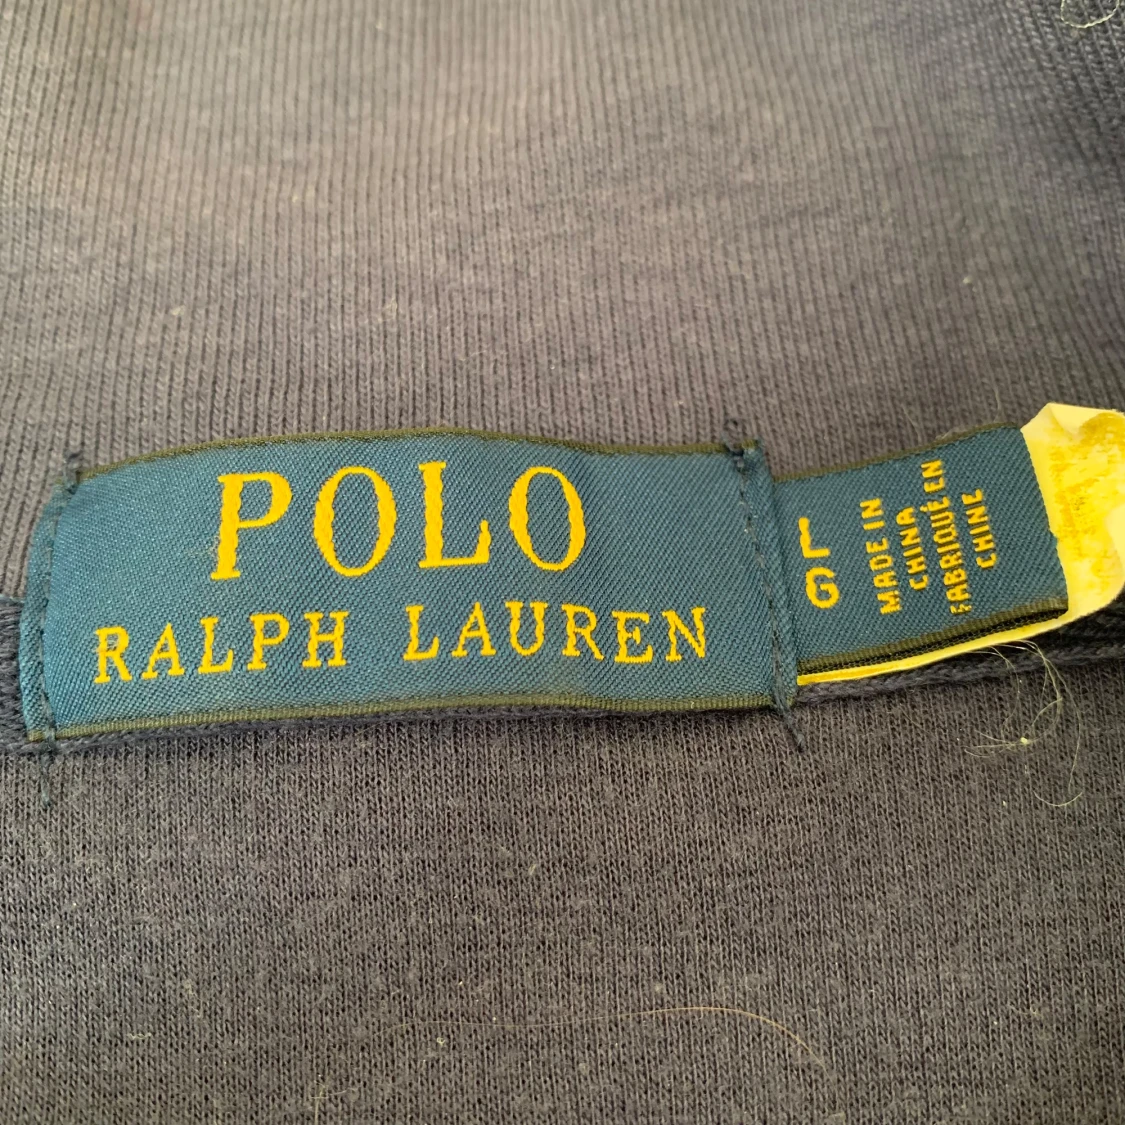 POLO
RALPH LAUREN
L
G
MADE IN
CHINA
FABRIQUÉ EN
CHINE